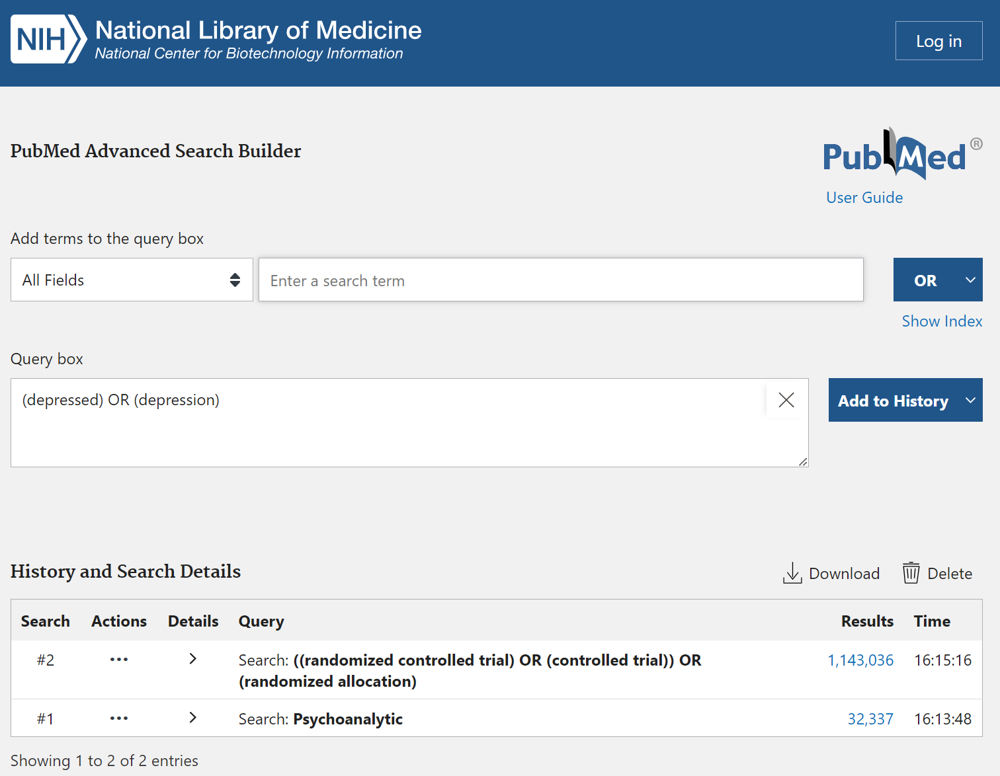 NIH National Library of Medicine
National Center for Biotechnology Information
Log in
PubMed Advanced Search Builder
PubMed ®
User Guide
Add terms to the query box
All Fields
Enter a search term
OR
Show Index
Query box
(depressed) OR (depression)
Add to History
History and Search Details
Download
Delete
Search Actions Details Query Results Time
#2 ••• Search: ((randomized controlled trial) OR (controlled trial)) OR 1,143,036 16:15:16
(randomized allocation)
#1 ••• Search: Psychoanalytic 32,337 16:13:48
Showing 1 to 2 of 2 entries